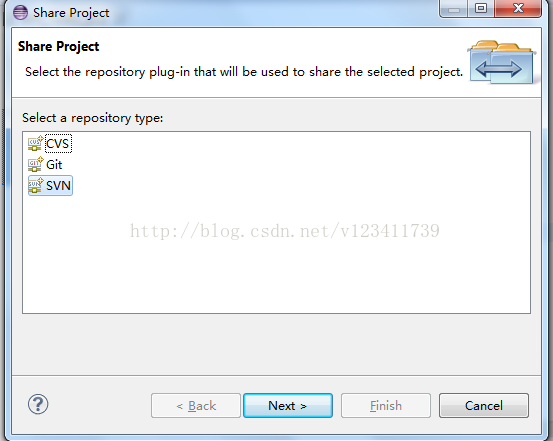 Share Project
Share Project
Select the repository plug-in that will be used to share the selected project.
Select a repository type:
CVS
Git
SVN
http://blog.csdn.net/v123411739
< Back
Next >
Finish
Cancel